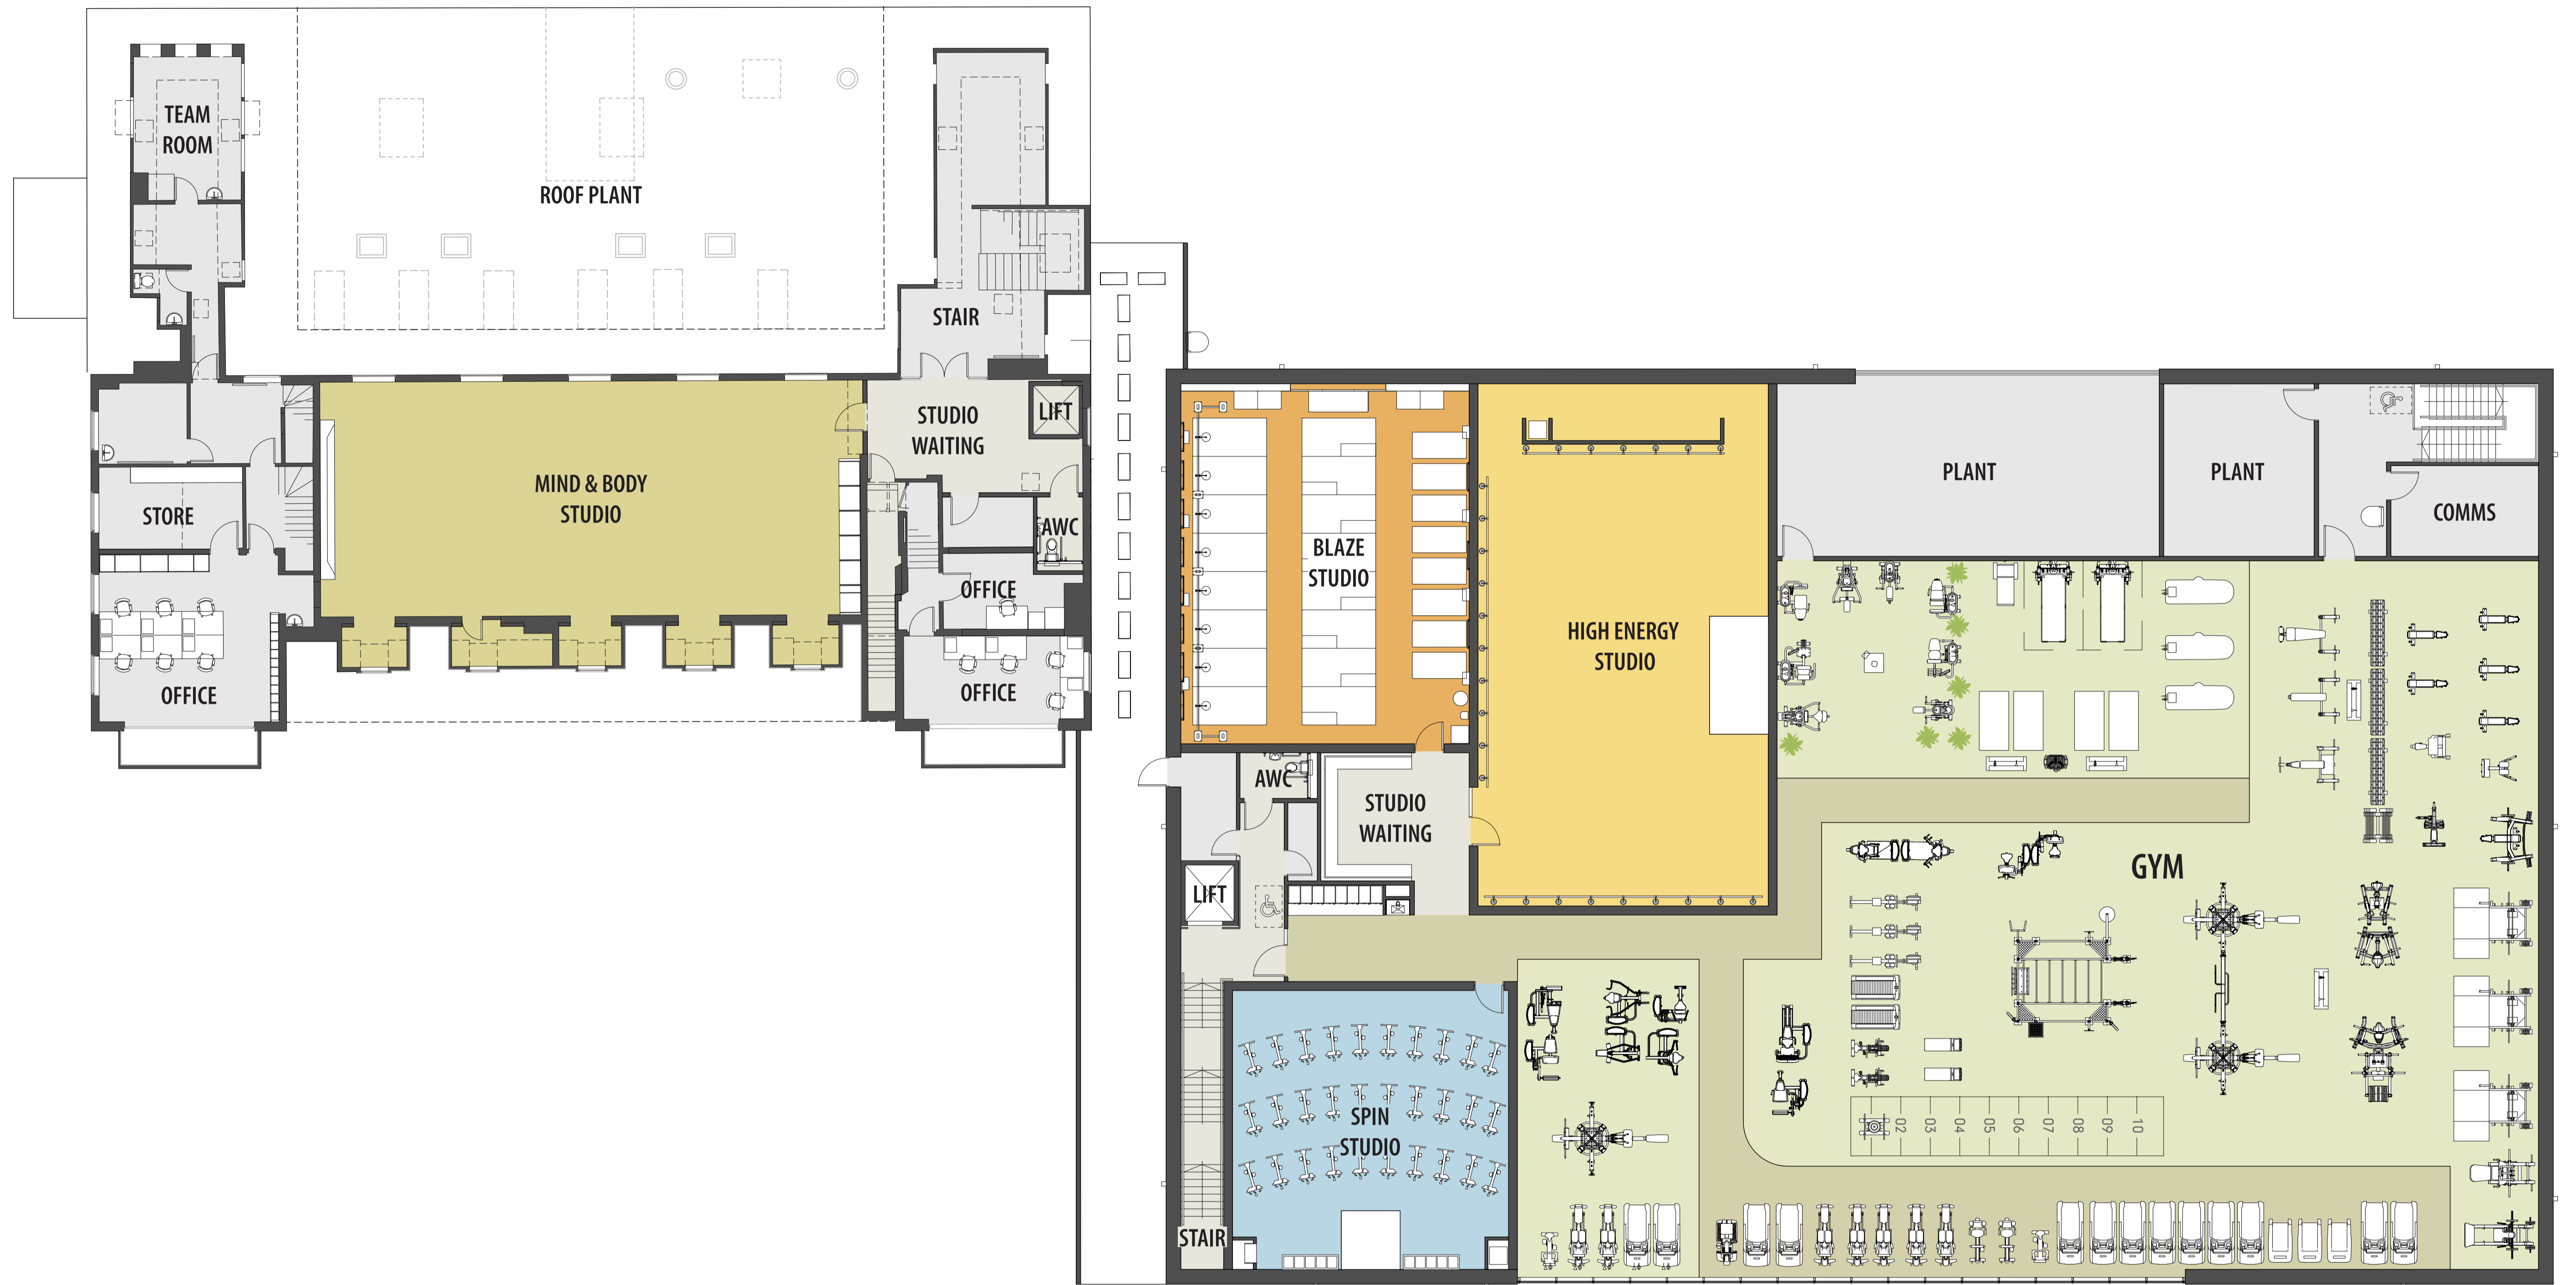 TEAM
ROOM
ROOF PLANT
STAIR
STUDIO
WAITING
LIFT
MIND & BODY
STUDIO
STORE
AWC
OFFICE
OFFICE
OFFICE
BLAZE
STUDIO
HIGH ENERGY
STUDIO
PLANT
PLANT
COMMS
AWC
STUDIO
WAITING
LIFT
GYM
SPIN
STUDIO
STAIR
02
03
04
05
06
07
08
09
10